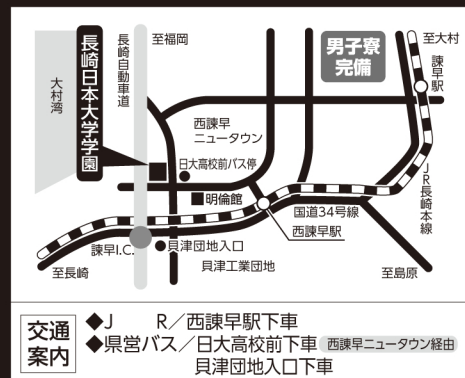 長崎日本大学学園
大村湾
長崎自動車道
至福岡
男子寮
完備
至大村
諫早駅
西諫早
ニュータウン
日大高校前バス停
明倫館
JR長崎本線
国道34号線
西諫早駅
諫早I.C.
貝津団地入口
至長崎
貝津工業団地
至島原
交通
案内
◆J R／西諫早駅下車
◆県営バス／日大高校前下車 西諫早ニュータウン経由
貝津団地入口下車